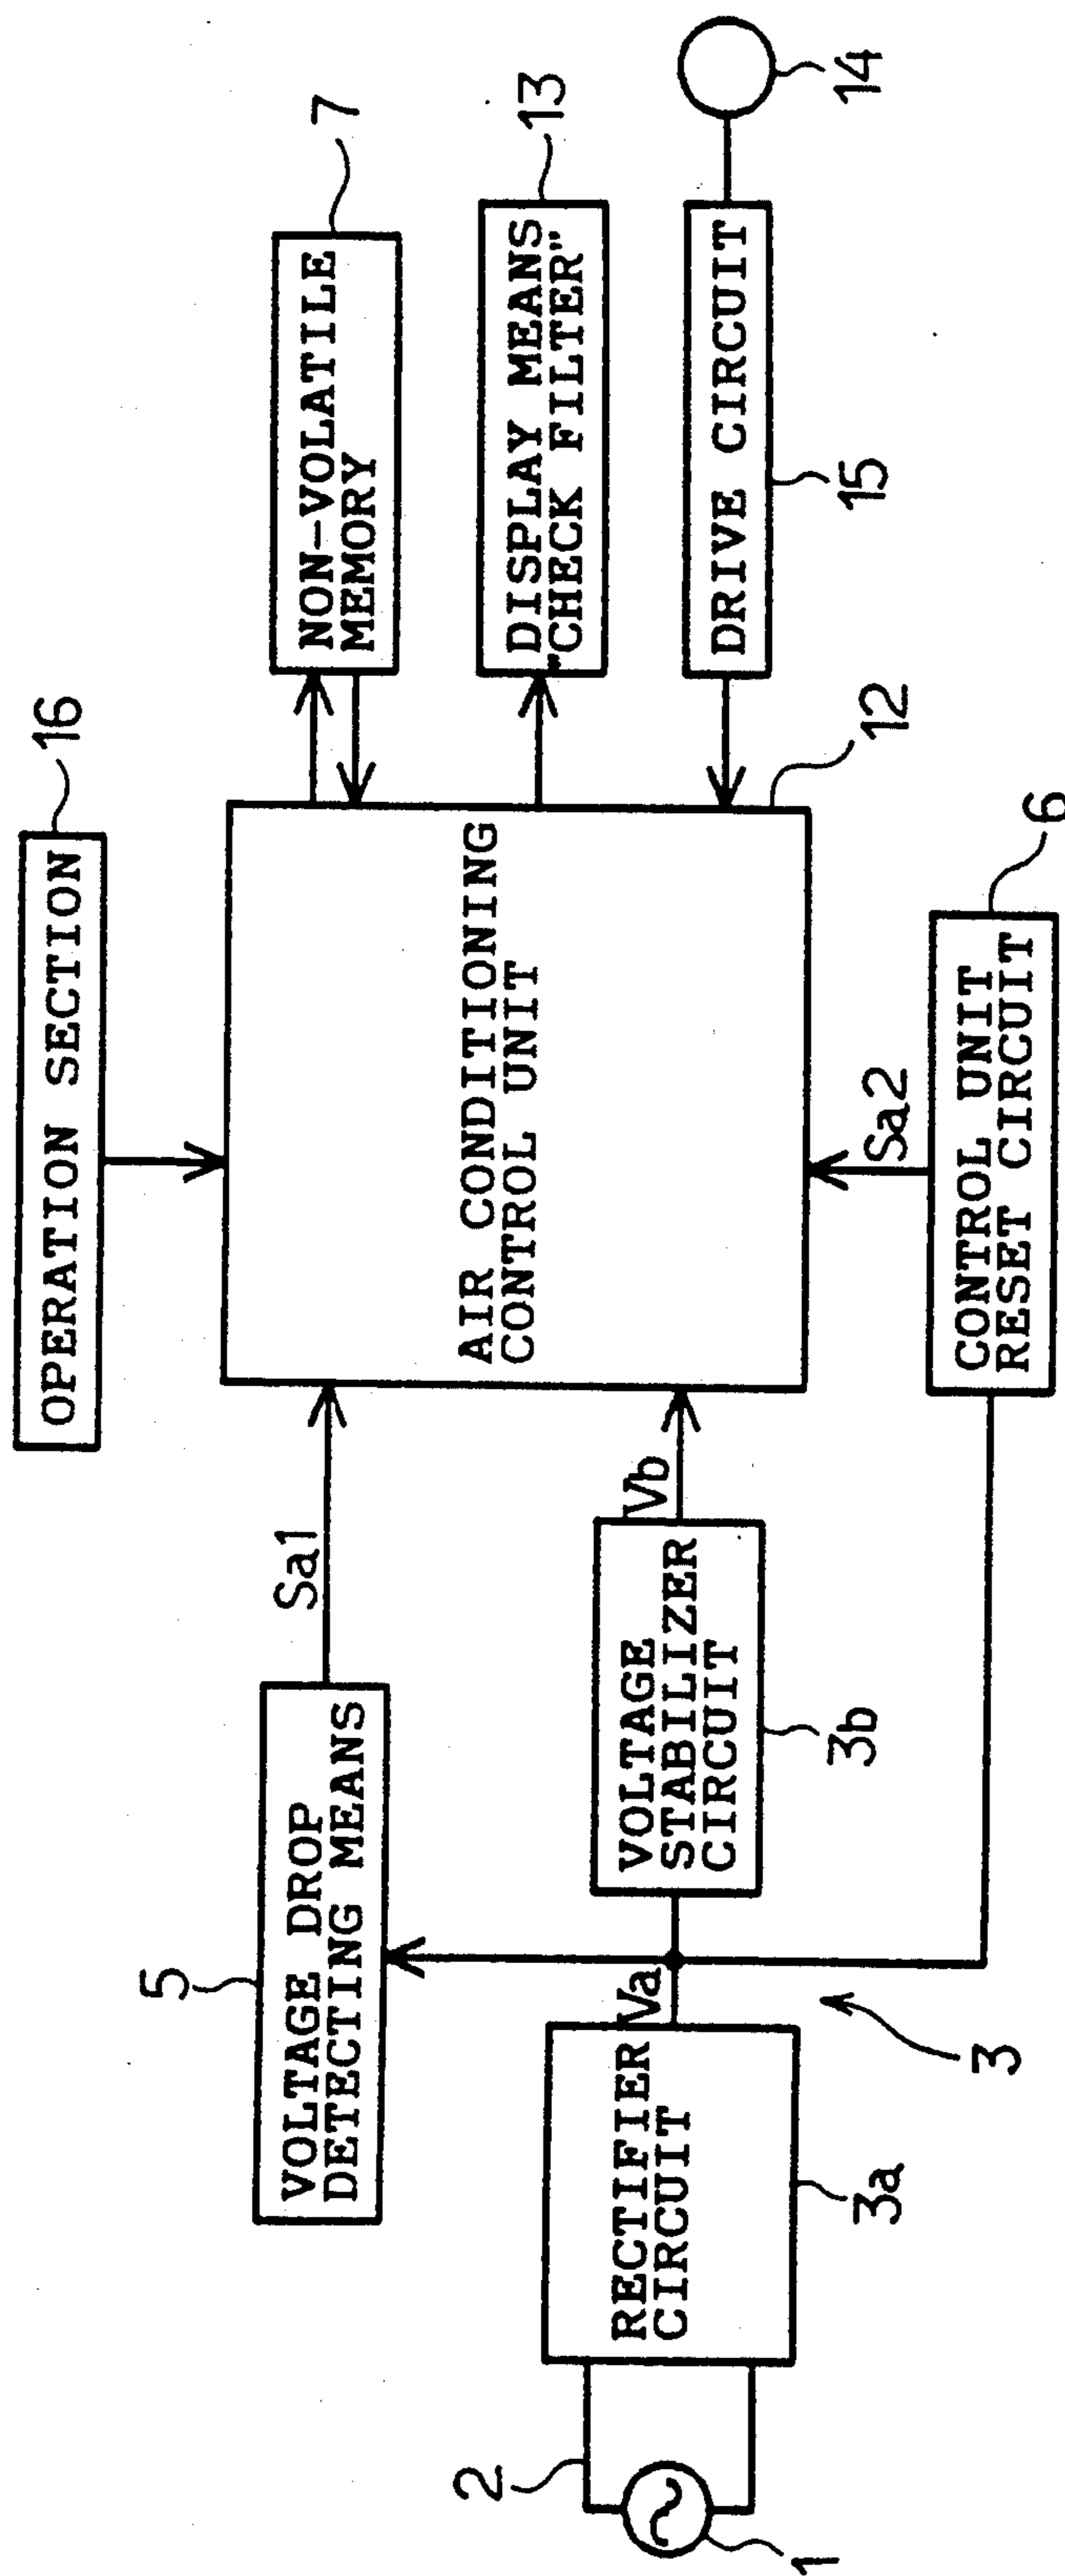 OPERATION SECTION
16
5
VOLTAGE DROP
DETECTING MEANS
Sa1
NON-VOLATILE
MEMORY
7
AIR CONDITIONING
CONTROL UNIT
DISPLAY MEANS
"CHECK FILTER"
13
2
1
RECTIFIER
CIRCUIT
3a
Va
VOLTAGE
STABILIZER
CIRCUIT
3b
Vb
DRIVE CIRCUIT
15
14
12
3
Sa2
CONTROL UNIT
RESET CIRCUIT
6